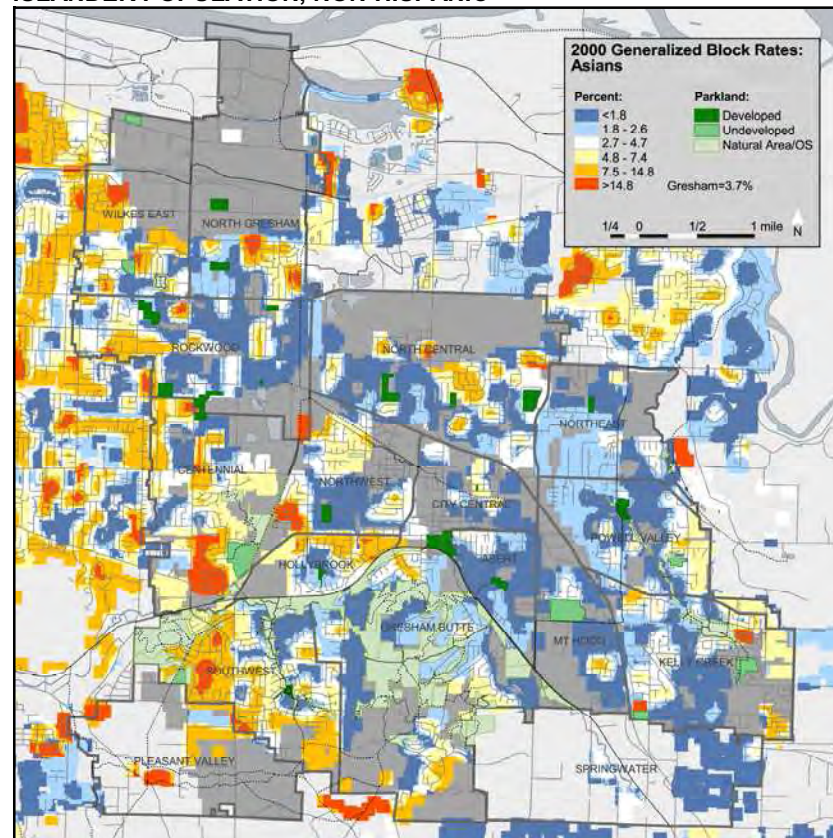 2000 Generalized Block Rates:
Asians
Percent:
<1.8
1.8 - 2.6
2.7 - 4.7
4.8 - 7.4
7.5 - 14.8
>14.8
Parkland:
Developed
Undeveloped
Natural Area/OS
Gresham=3.7%
1/4 0 1/2 1 mile
N
WILKES EAST
NORTH GRESHAM
ROCKWOOD
NORTH CENTRAL
NORTHEAST
CENTENNIAL
NORTHWEST
CITY CENTRAL
POWELL VALLEY
HOLLYBROOK
ASERT
GRESHAM BUTTE
MT HOOD
KELLY CREEK
SOUTHWEST
PLEASANT VALLEY
SPRINGWATER